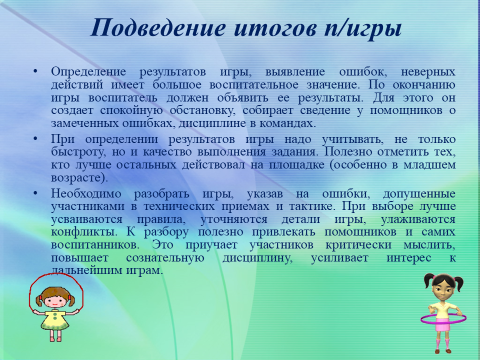 Подведение итогов п/игры
• Определение результатов игры, выявление ошибок, неверных
действий имеет большое воспитательное значение. По окончанию
игры воспитатель должен объявить ее результаты. Для этого он
создает спокойную обстановку, собирает сведение у помощников о
замеченных ошибках, дисциплине в командах.
• При определении результатов игры надо учитывать, не только
быстроту, но и качество выполнения задания. Полезно отметить тех,
кто лучше остальных действовал на площадке (особенно в младшем
возрасте).
• Необходимо разобрать игры, указав на ошибки, допущенные
участниками в технических приемах и тактике. При выборе лучше
усваиваются правила, уточняются детали игры, улаживаются
конфликты. К разбору полезно привлекать помощников и самих
воспитанников. Это приучает участников критически мыслить,
повышает сознательную дисциплину, усиливает интерес к
дальнейшим играм.